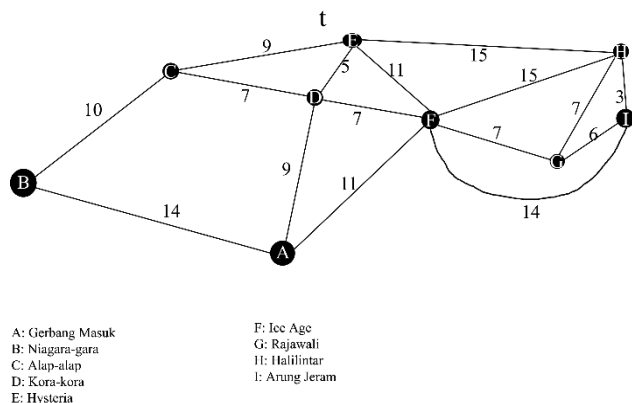 t
9
E
15
H
C
5
11
15
10
7
D
3
7
F
7
I
7
6
G
B
9
11
14
14
A
A: Gerbang Masuk
B: Niagara-gara
C: Alap-alap
D: Kora-kora
E: Hysteria
F: Ice Age
G: Rajawali
H: Halilintar
I: Arung Jeram